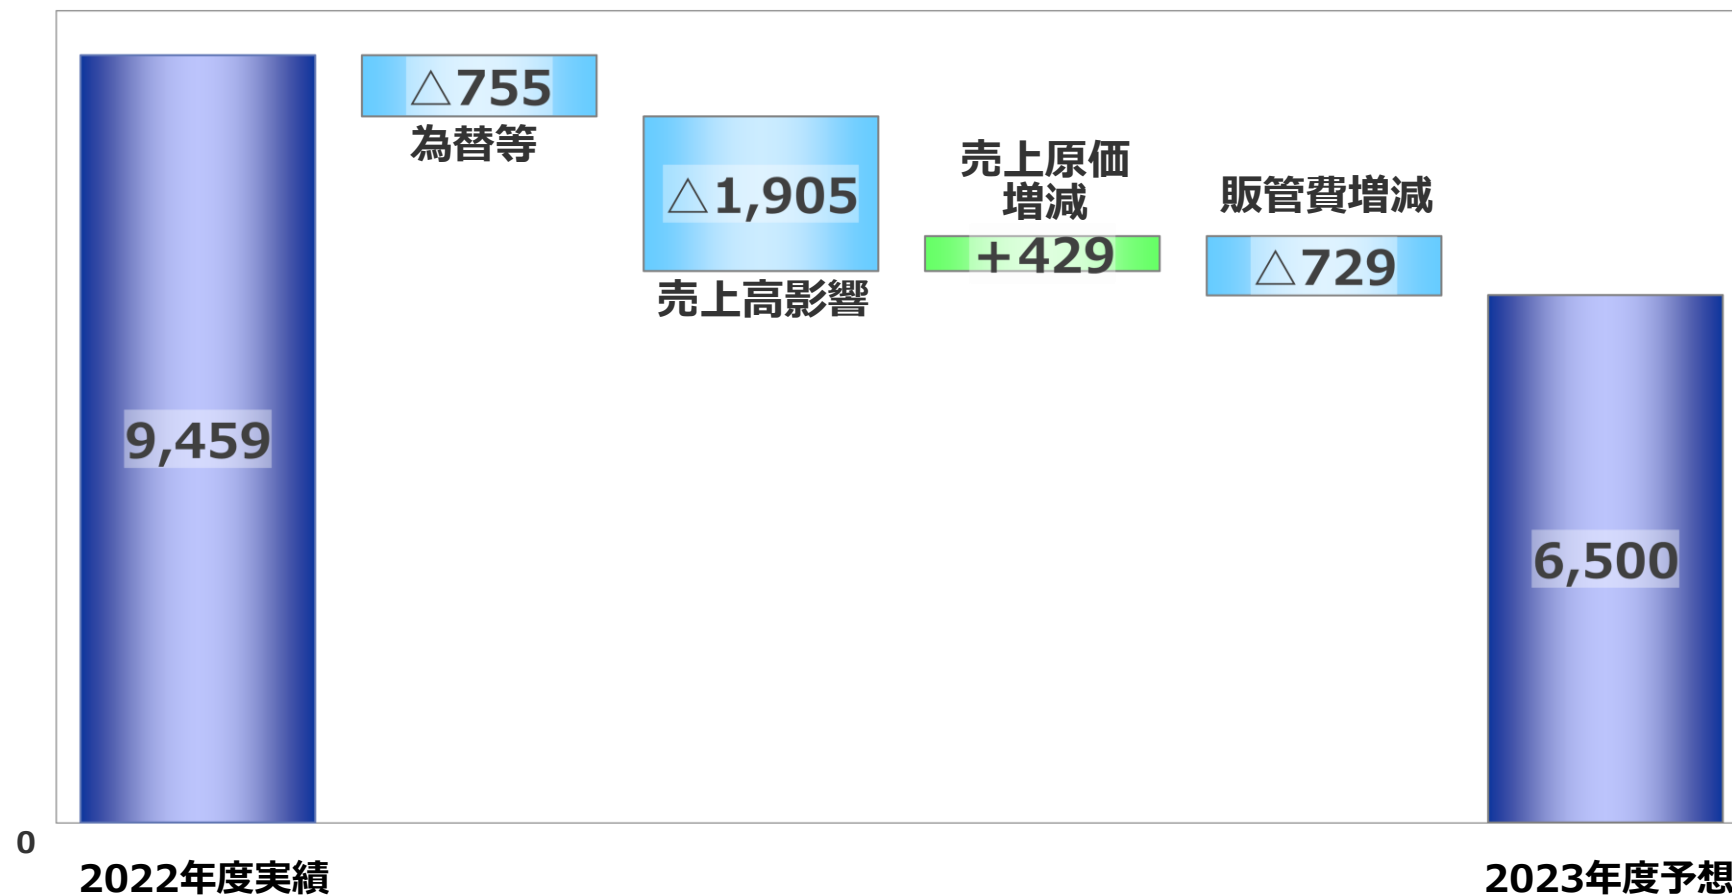 9,459
△755
為替等
△1,905
売上高影響
売上原価
増減
+429
販管費増減
△729
6,500
0
2022年度実績
2023年度予想